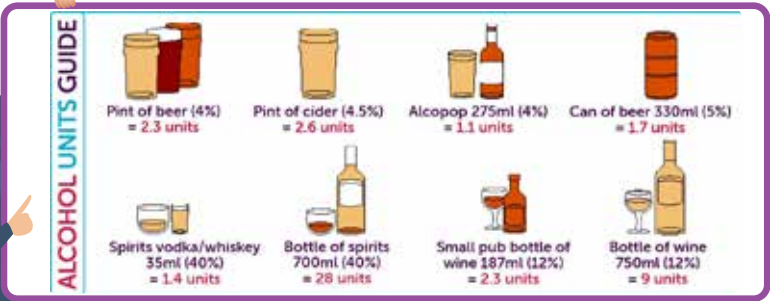 ALCOHOL UNITS GUIDE
Pint of beer (4%)
= 2.3 units
Pint of cider (4.5%)
= 2.6 units
Alcopop 275ml (4%)
= 1.1 units
Can of beer 330ml (5%)
= 1.7 units
Spirits vodka/whiskey
35ml (40%)
= 1.4 units
Bottle of spirits
700ml (40%)
= 28 units
Small pub bottle of
wine 187ml (12%)
= 2.3 units
Bottle of wine
750ml (12%)
= 9 units